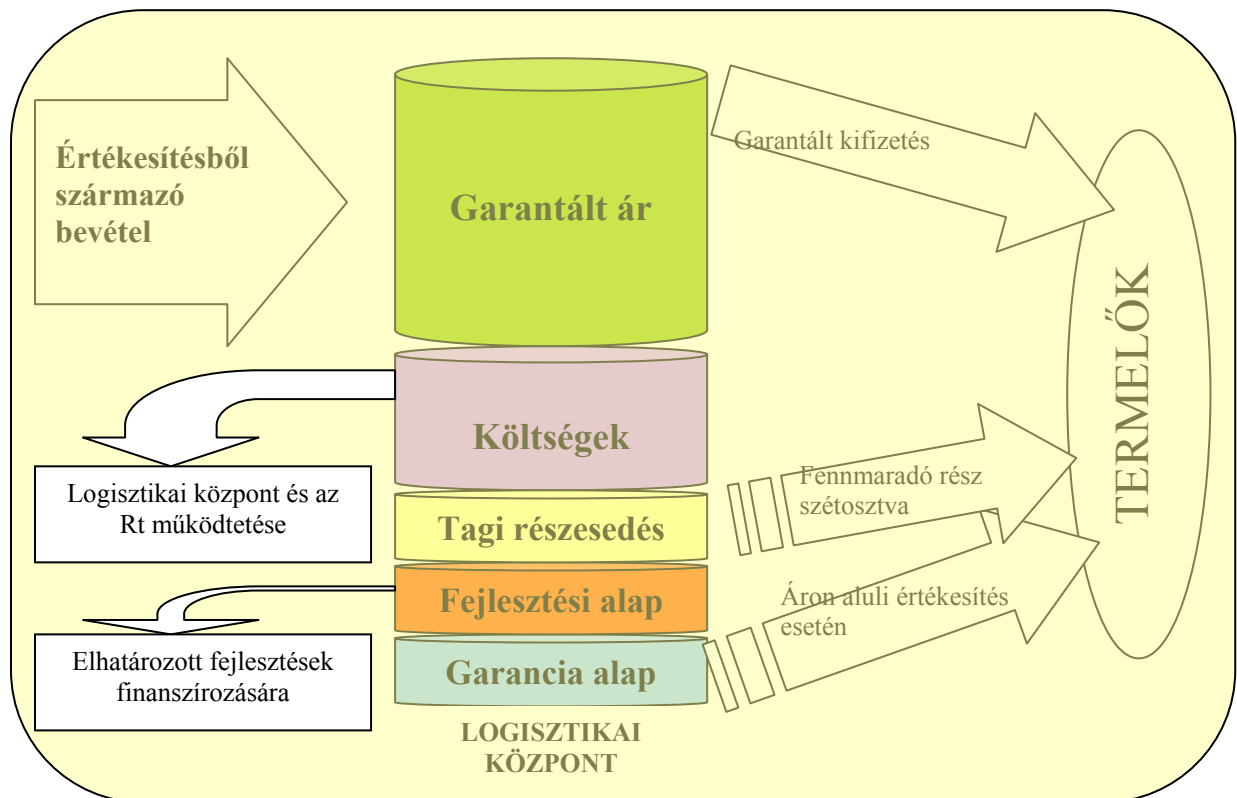 Értékesítésből
származó
bevétel
Garantált ár
Garantált kifizetés
Költségek
Logisztikai központ és az
Rt működtetése
Tagi részesedés
Fennmaradó rész
szétosztva
Fejlesztési alap
Áron aluli értékesítés
esetén
Elhatározott fejlesztések
finanszírozására
Garancia alap
LOGISZTIKAI
KÖZPONT
TERMELŐK